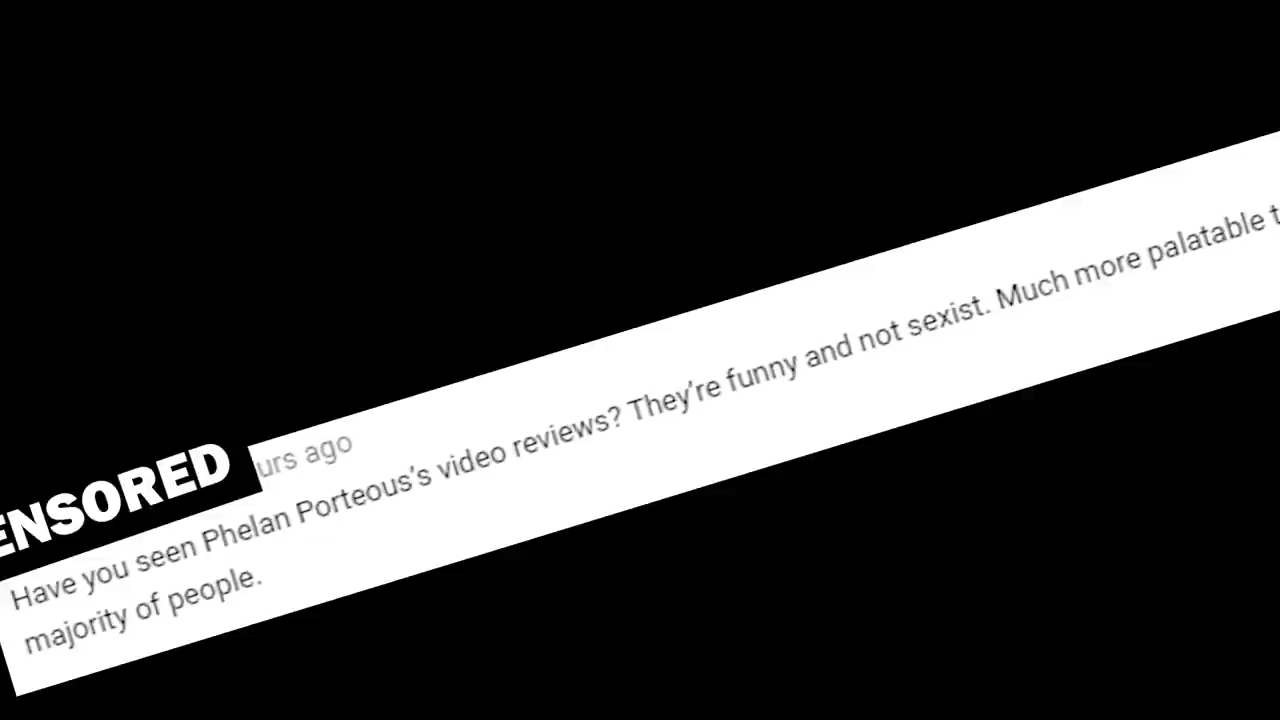 ENSORED
urs ago
Have you seen Phelan Porteous's video reviews? They're funny and not sexist. Much more palatable t
majority of people.